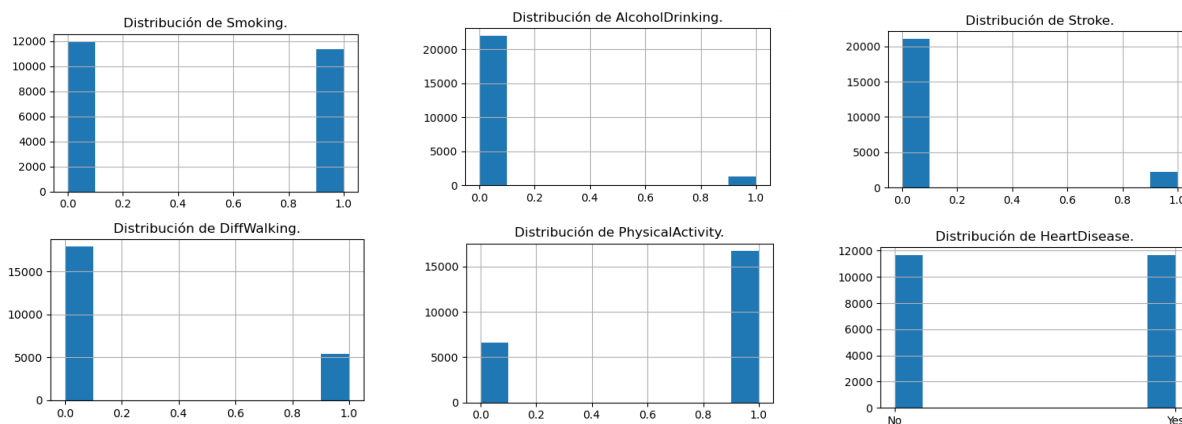 Distribución de Smoking.
12000
10000
8000
6000
4000
2000
0
0.0 0.2 0.4 0.6 0.8 1.0
Distribución de AlcoholDrinking.
20000
15000
10000
5000
0
0.0 0.2 0.4 0.6 0.8 1.0
Distribución de Stroke.
20000
15000
10000
5000
0
0.0 0.2 0.4 0.6 0.8 1.0
Distribución de DiffWalking.
15000
10000
5000
0
0.0 0.2 0.4 0.6 0.8 1.0
Distribución de PhysicalActivity.
15000
10000
5000
0
0.0 0.2 0.4 0.6 0.8 1.0
Distribución de HeartDisease.
12000
10000
8000
6000
4000
2000
0
No Yes